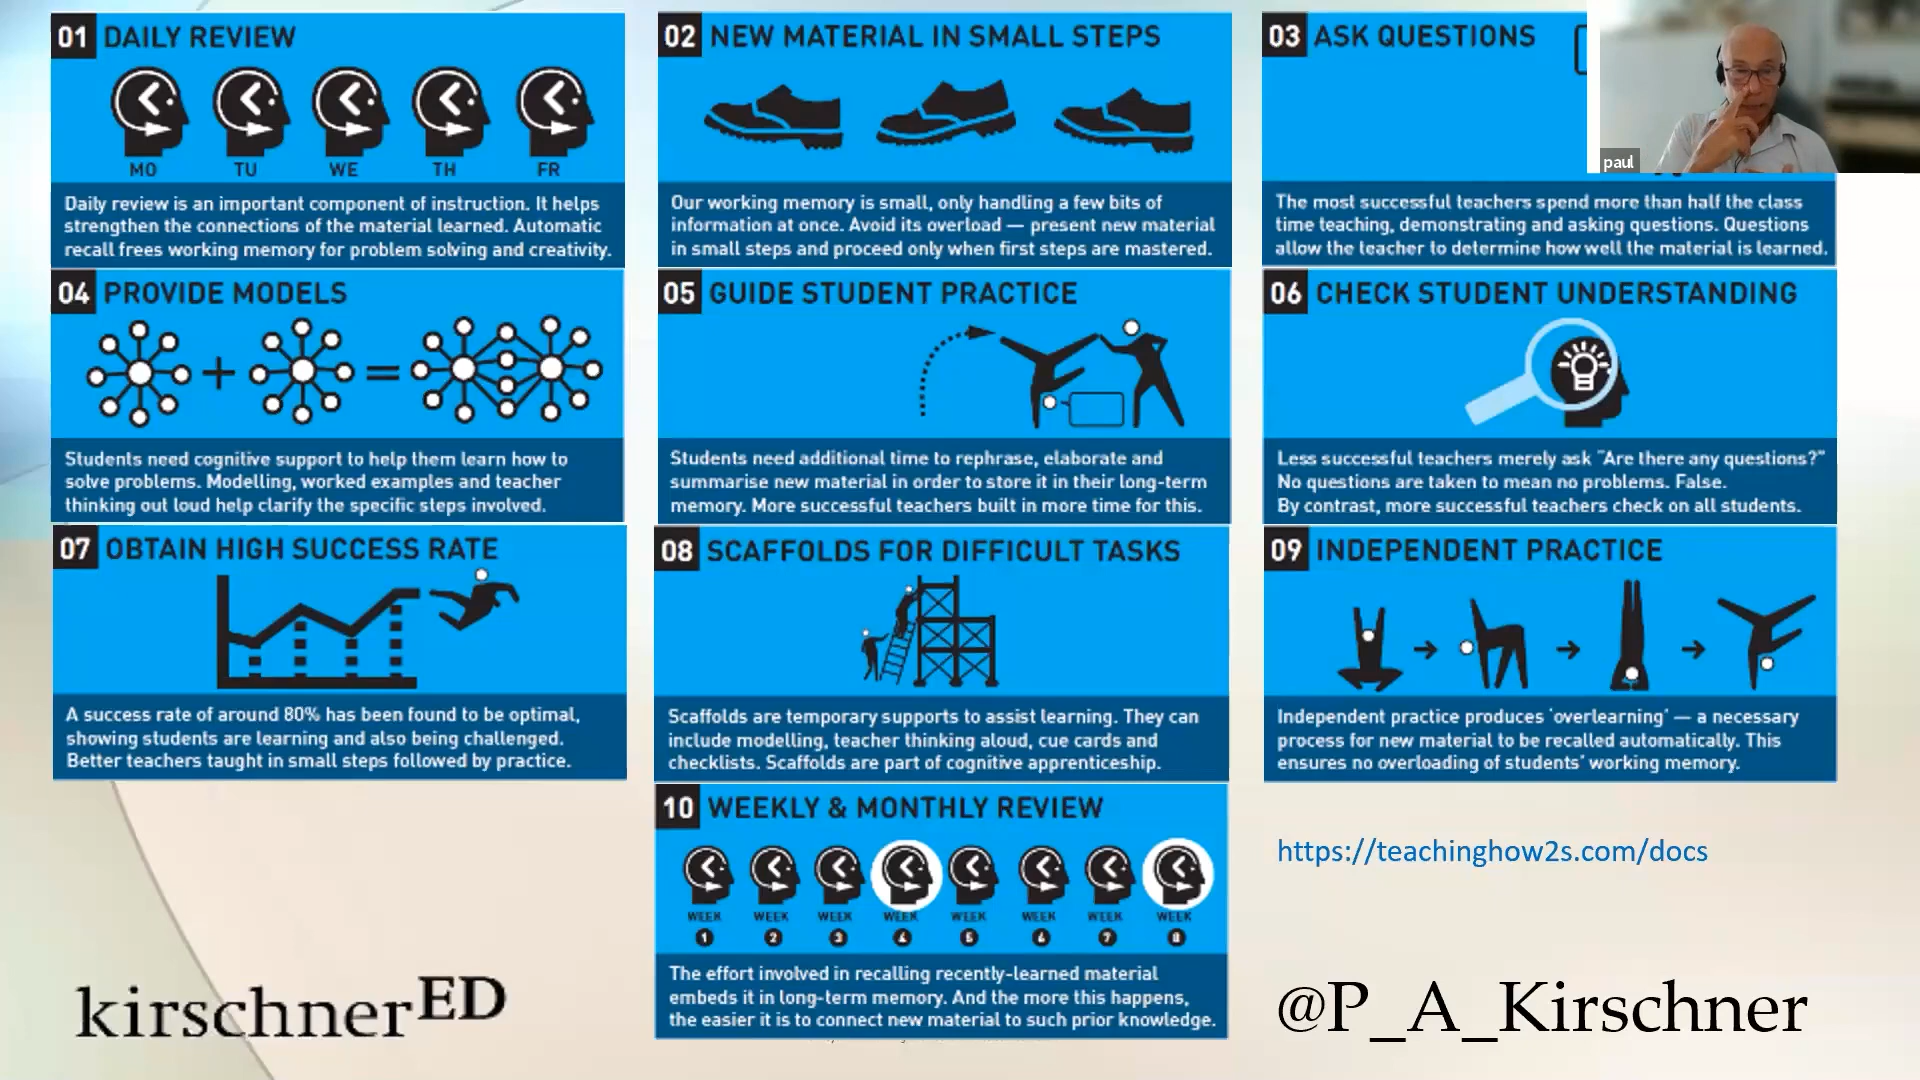 01 DAILY REVIEW
MO TU WE TH FR
Daily review is an important component of instruction. It helps
strengthen the connections of the material learned. Automatic
recall frees working memory for problem solving and creativity.
02 NEW MATERIAL IN SMALL STEPS
Our working memory is small, only handling a few bits of
information at once. Avoid its overload — present new material
in small steps and proceed only when first steps are mastered.
03 ASK QUESTIONS
paul
The most successful teachers spend more than half the class
time teaching, demonstrating and asking questions. Questions
allow the teacher to determine how well the material is learned.
04 PROVIDE MODELS
Students need cognitive support to help them learn how to
solve problems. Modelling, worked examples and teacher
thinking out loud help clarify the specific steps involved.
05 GUIDE STUDENT PRACTICE
Students need additional time to rephrase, elaborate and
summarise new material in order to store it in their long-term
memory. More successful teachers built in more time for this.
06 CHECK STUDENT UNDERSTANDING
Less successful teachers merely ask "Are there any questions?"
No questions are taken to mean no problems. False.
By contrast, more successful teachers check on all students.
07 OBTAIN HIGH SUCCESS RATE
A success rate of around 80% has been found to be optimal,
showing students are learning and also being challenged.
Better teachers taught in small steps followed by practice.
08 SCAFFOLDS FOR DIFFICULT TASKS
Scaffolds are temporary supports to assist learning. They can
include modelling, teacher thinking aloud, cue cards and
checklists. Scaffolds are part of cognitive apprenticeship.
09 INDEPENDENT PRACTICE
Independent practice produces 'overlearning' — a necessary
process for new material to be recalled automatically. This
ensures no overloading of students' working memory.
10 WEEKLY & MONTHLY REVIEW
WEEK WEEK WEEK WEEK WEEK WEEK WEEK WEEK
1 2 3 4 5 6 7 8
The effort involved in recalling recently-learned material
embeds it in long-term memory. And the more this happens,
the easier it is to connect new material to such prior knowledge.
https://teachinghow2s.com/docs
kirschnerED
@P_A_Kirschner